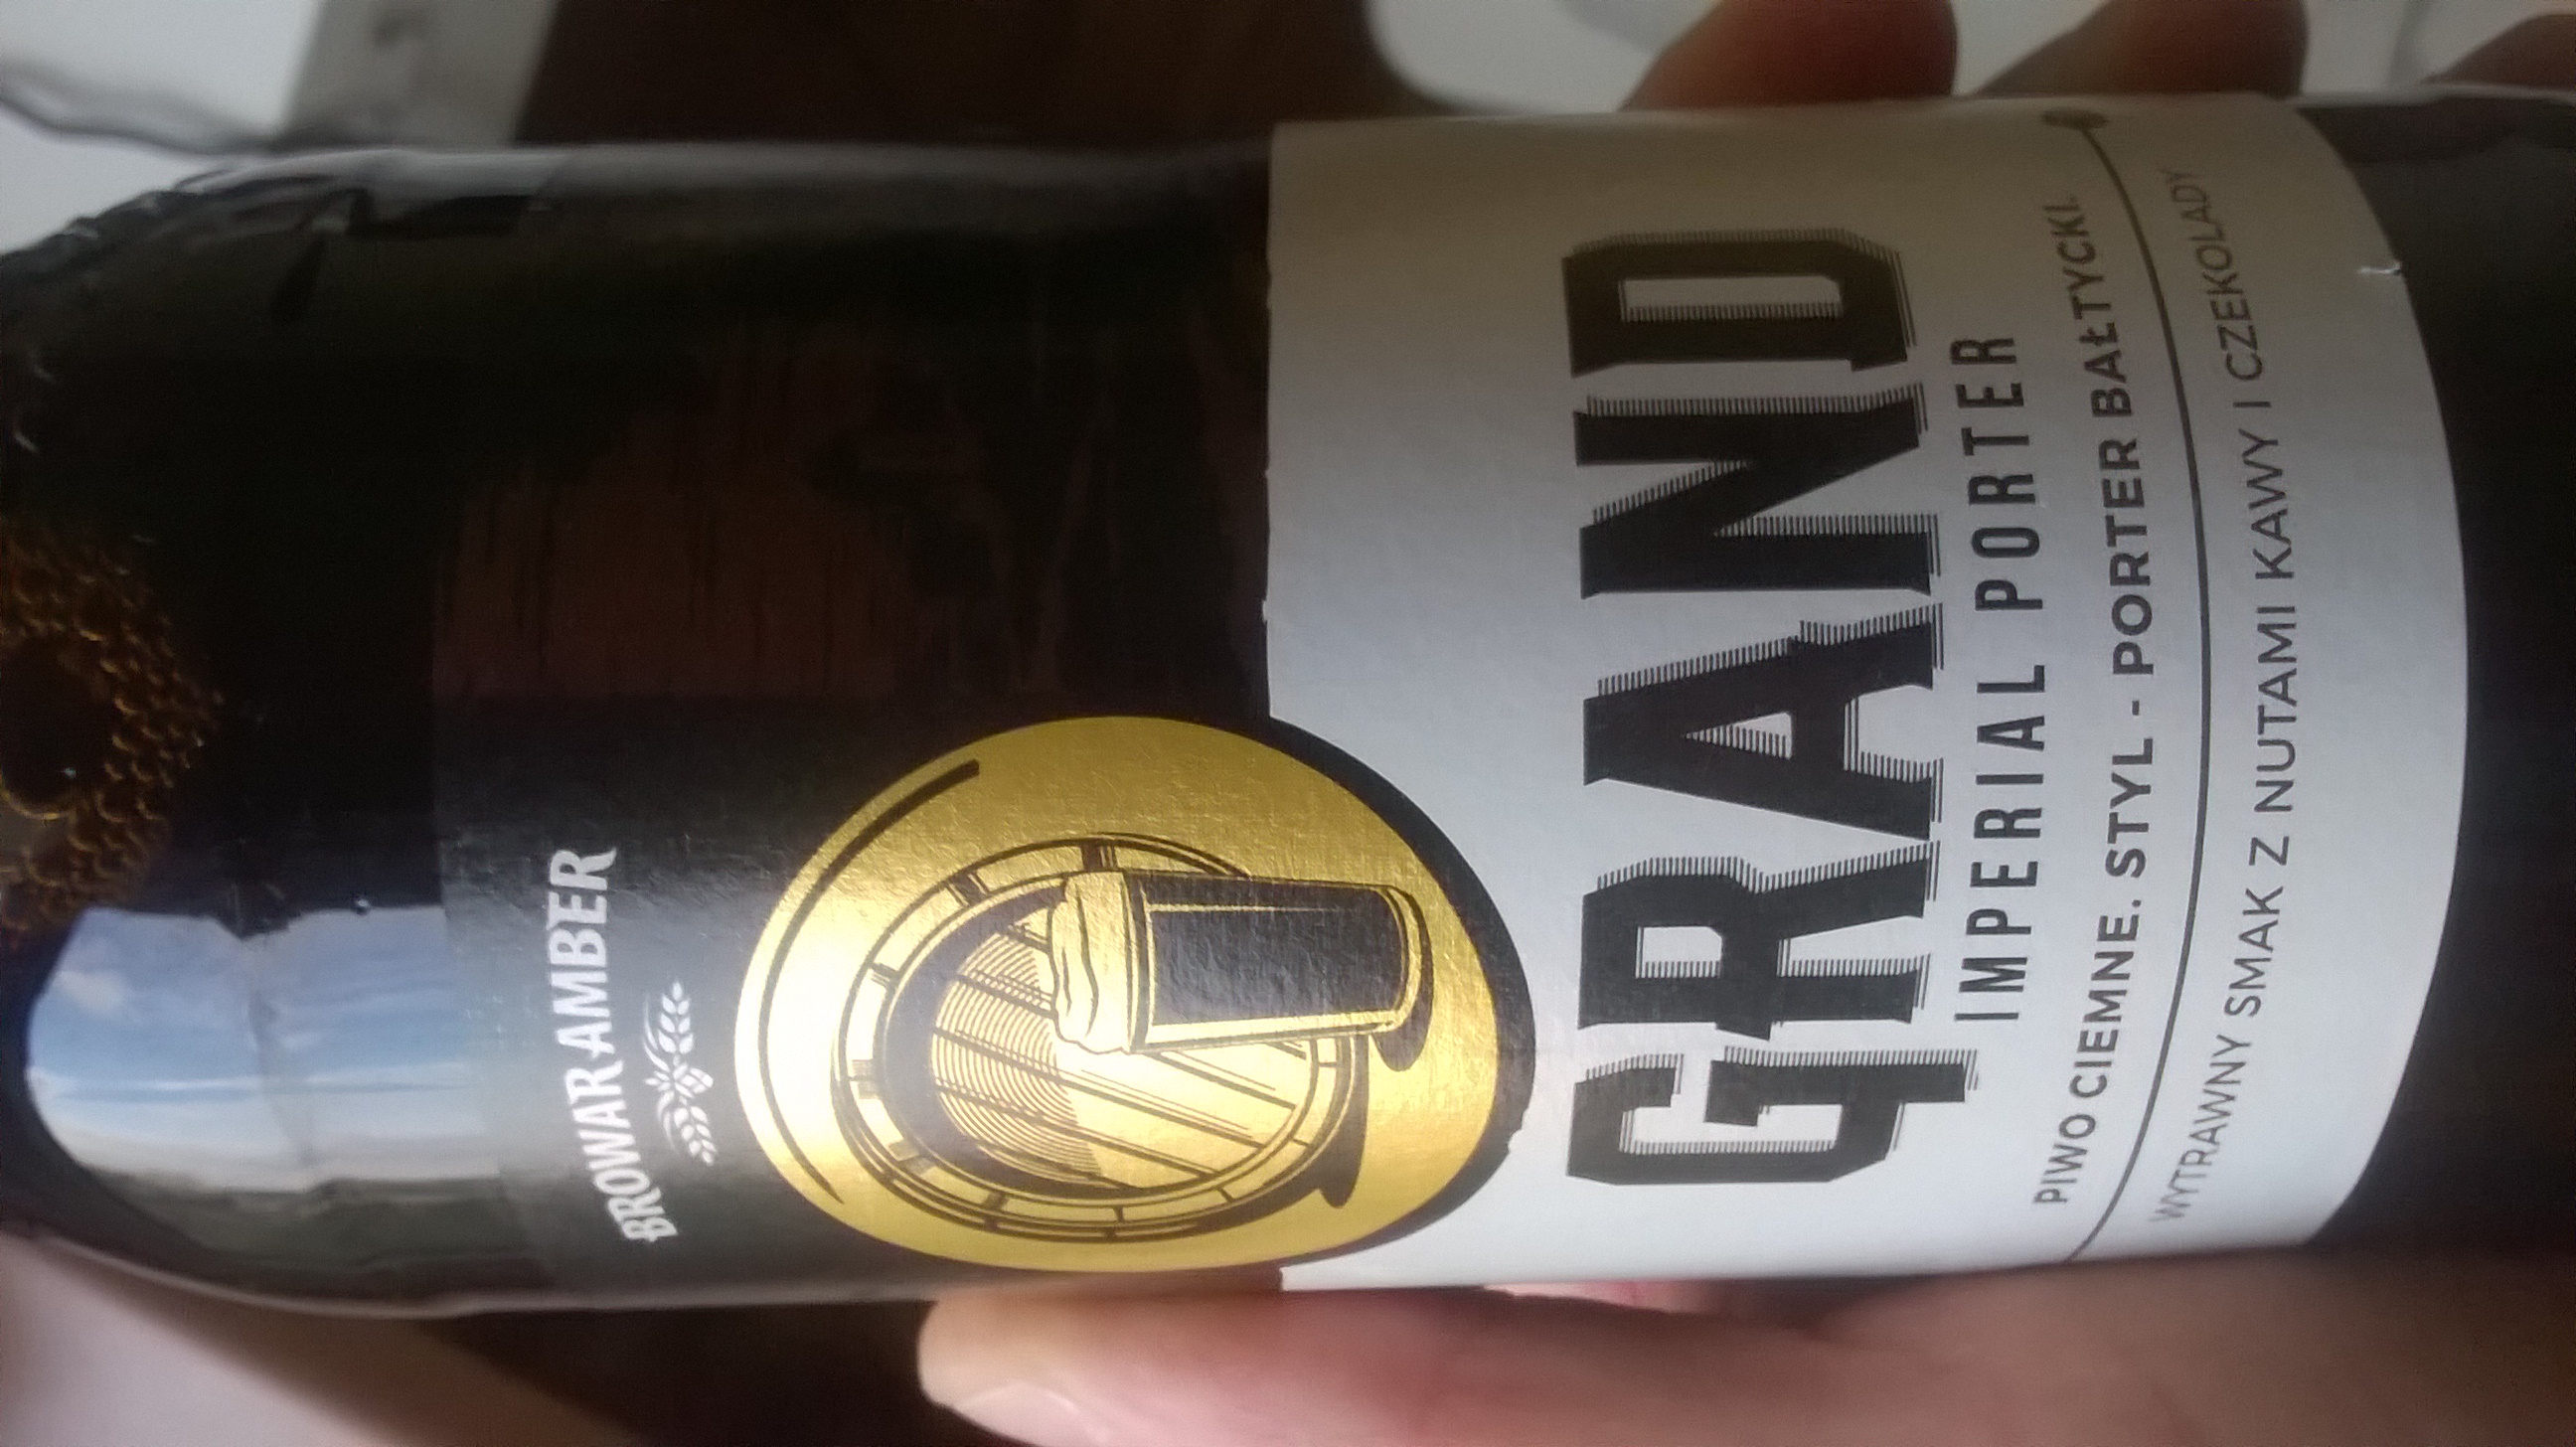 BROWAR AMBER
GRAND
IMPERIAL PORTER
PIWO CIEMNE. STYL - PORTER BAŁTYCKI.
WYTRAWNY SMAK Z NUTAMI KAWY I CZEKOLADY